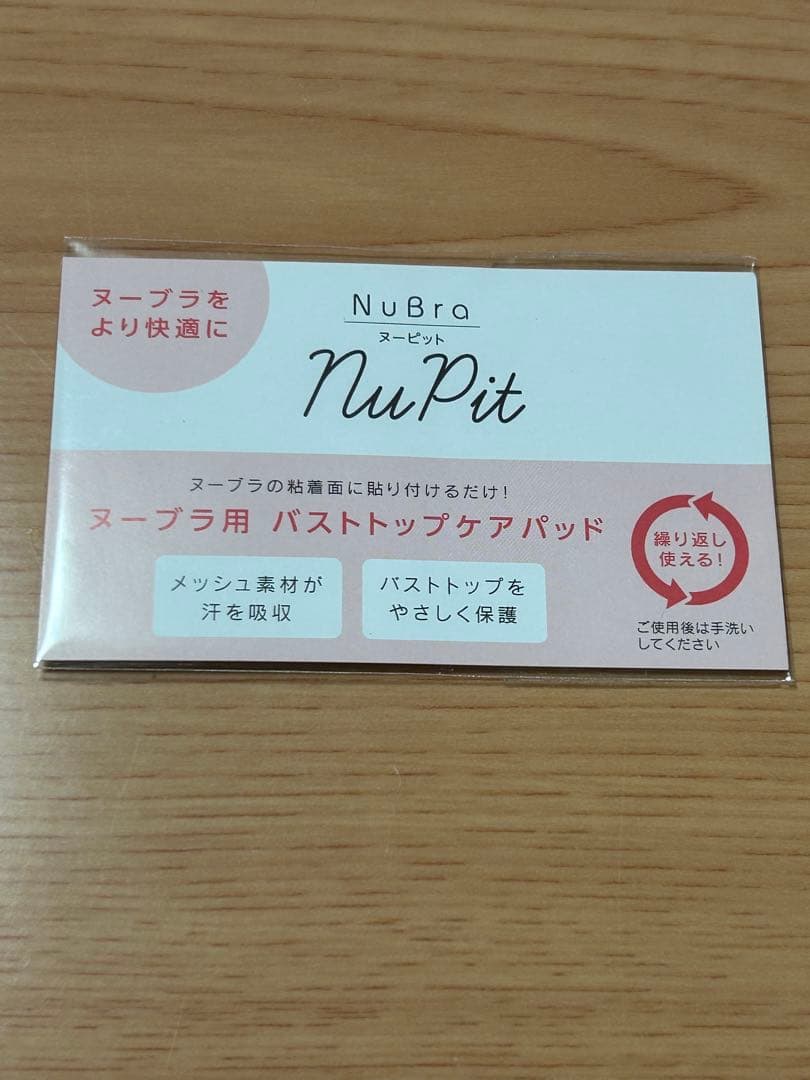 ヌーブラを
より快適に
NuBra
ヌーピット
nuPit
ヌーブラの粘着面に貼り付けるだけ!
ヌーブラ用 バストトップケアパッド
メッシュ素材が
汗を吸収
バストトップを
やさしく保護
繰り返し
使える!
ご使用後は手洗い
してください